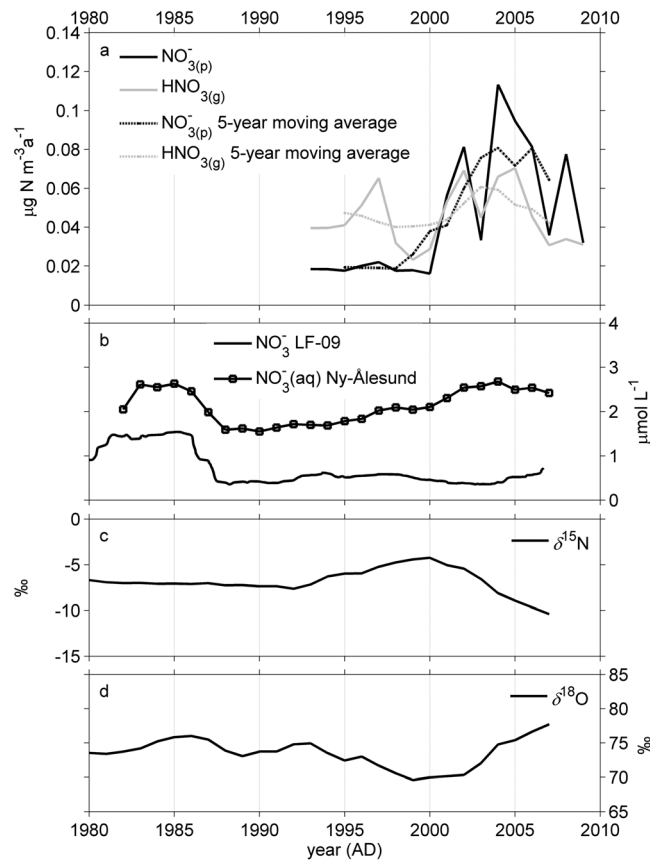 1980 1985 1990 1995 2000 2005 2010
a
0.14
0.12
0.1
0.08
0.06
0.04
0.02
0
µg N m⁻³a⁻¹
NO₃⁻(p)
HNO₃(g)
NO₃⁻(p) 5-year moving average
HNO₃(g) 5-year moving average
b
NO₃⁻ LF-09
NO₃⁻(aq) Ny-Ålesund
4
3
2
1
0
µmol L⁻¹
c
0
-5
-10
-15
‰
δ¹⁵N
d
δ¹⁸O
85
80
75
70
65
‰
1980 1985 1990 1995 2000 2005 2010
year (AD)